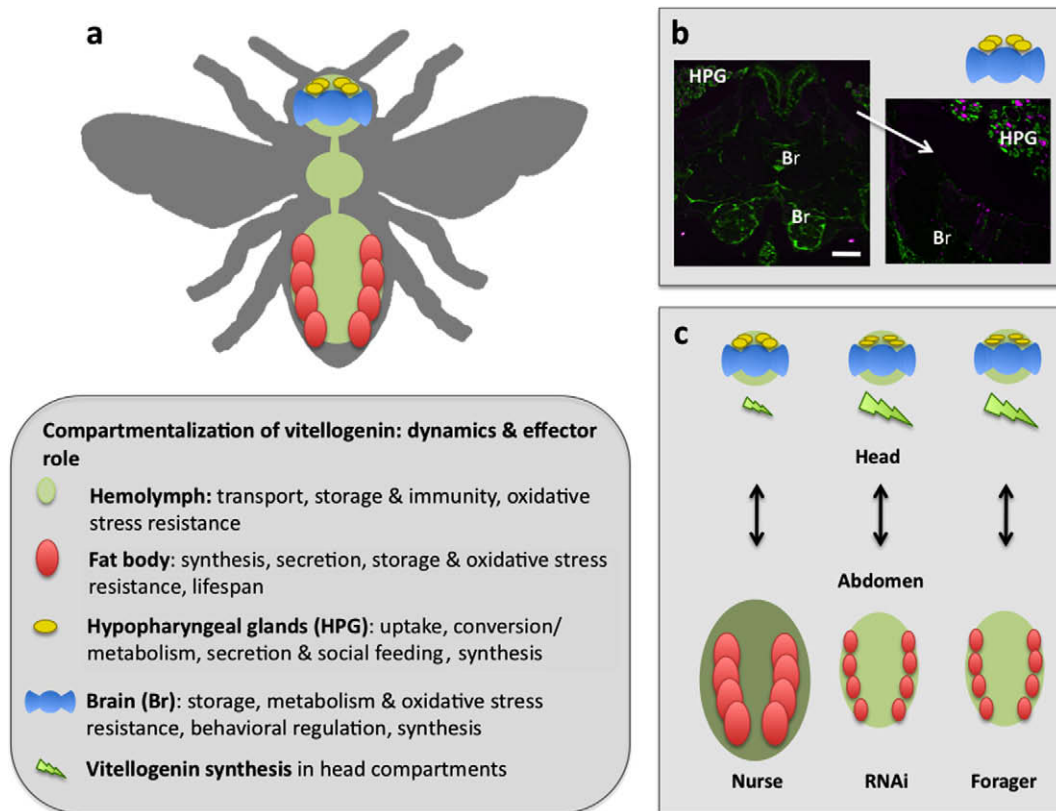 a
Compartmentalization of vitellogenin: dynamics & effector
role
Hemolymph: transport, storage & immunity, oxidative
stress resistance
Fat body: synthesis, secretion, storage & oxidative stress
resistance, lifespan
Hypopharyngeal glands (HPG): uptake, conversion/
metabolism, secretion & social feeding, synthesis
Brain (Br): storage, metabolism & oxidative stress
resistance, behavioral regulation, synthesis
Vitellogenin synthesis in head compartments
b
HPG
Br
Br
HPG
Br
c
Head
Abdomen
Nurse RNAi Forager